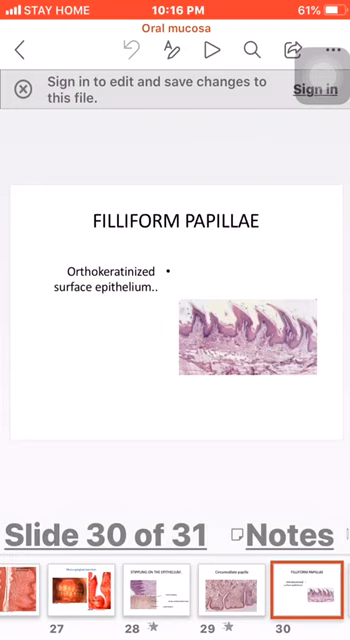 STAY HOME
10:16 PM
61%
Oral mucosa
Sign in to edit and save changes to
this file.
Sign in
FILLIFORM PAPILLAE
Orthokeratinized •
surface epithelium..
Slide 30 of 31
Notes
STIPPLING ON THE EPITHELIUM
Circumvallate papilla
FILLIFORM PAPILLAE
27
28
29
30